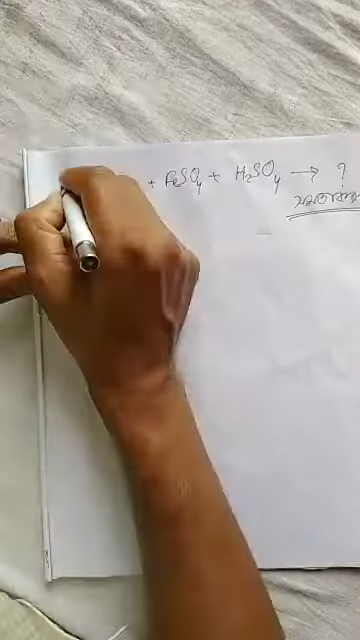 + FeSO₄ + H₂SO₄ → ?